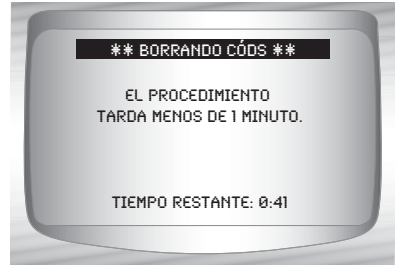 ** BORRANDO CÓDS **
EL PROCEDIMIENTO
TARDA MENOS DE 1 MINUTO.
TIEMPO RESTANTE: 0:41